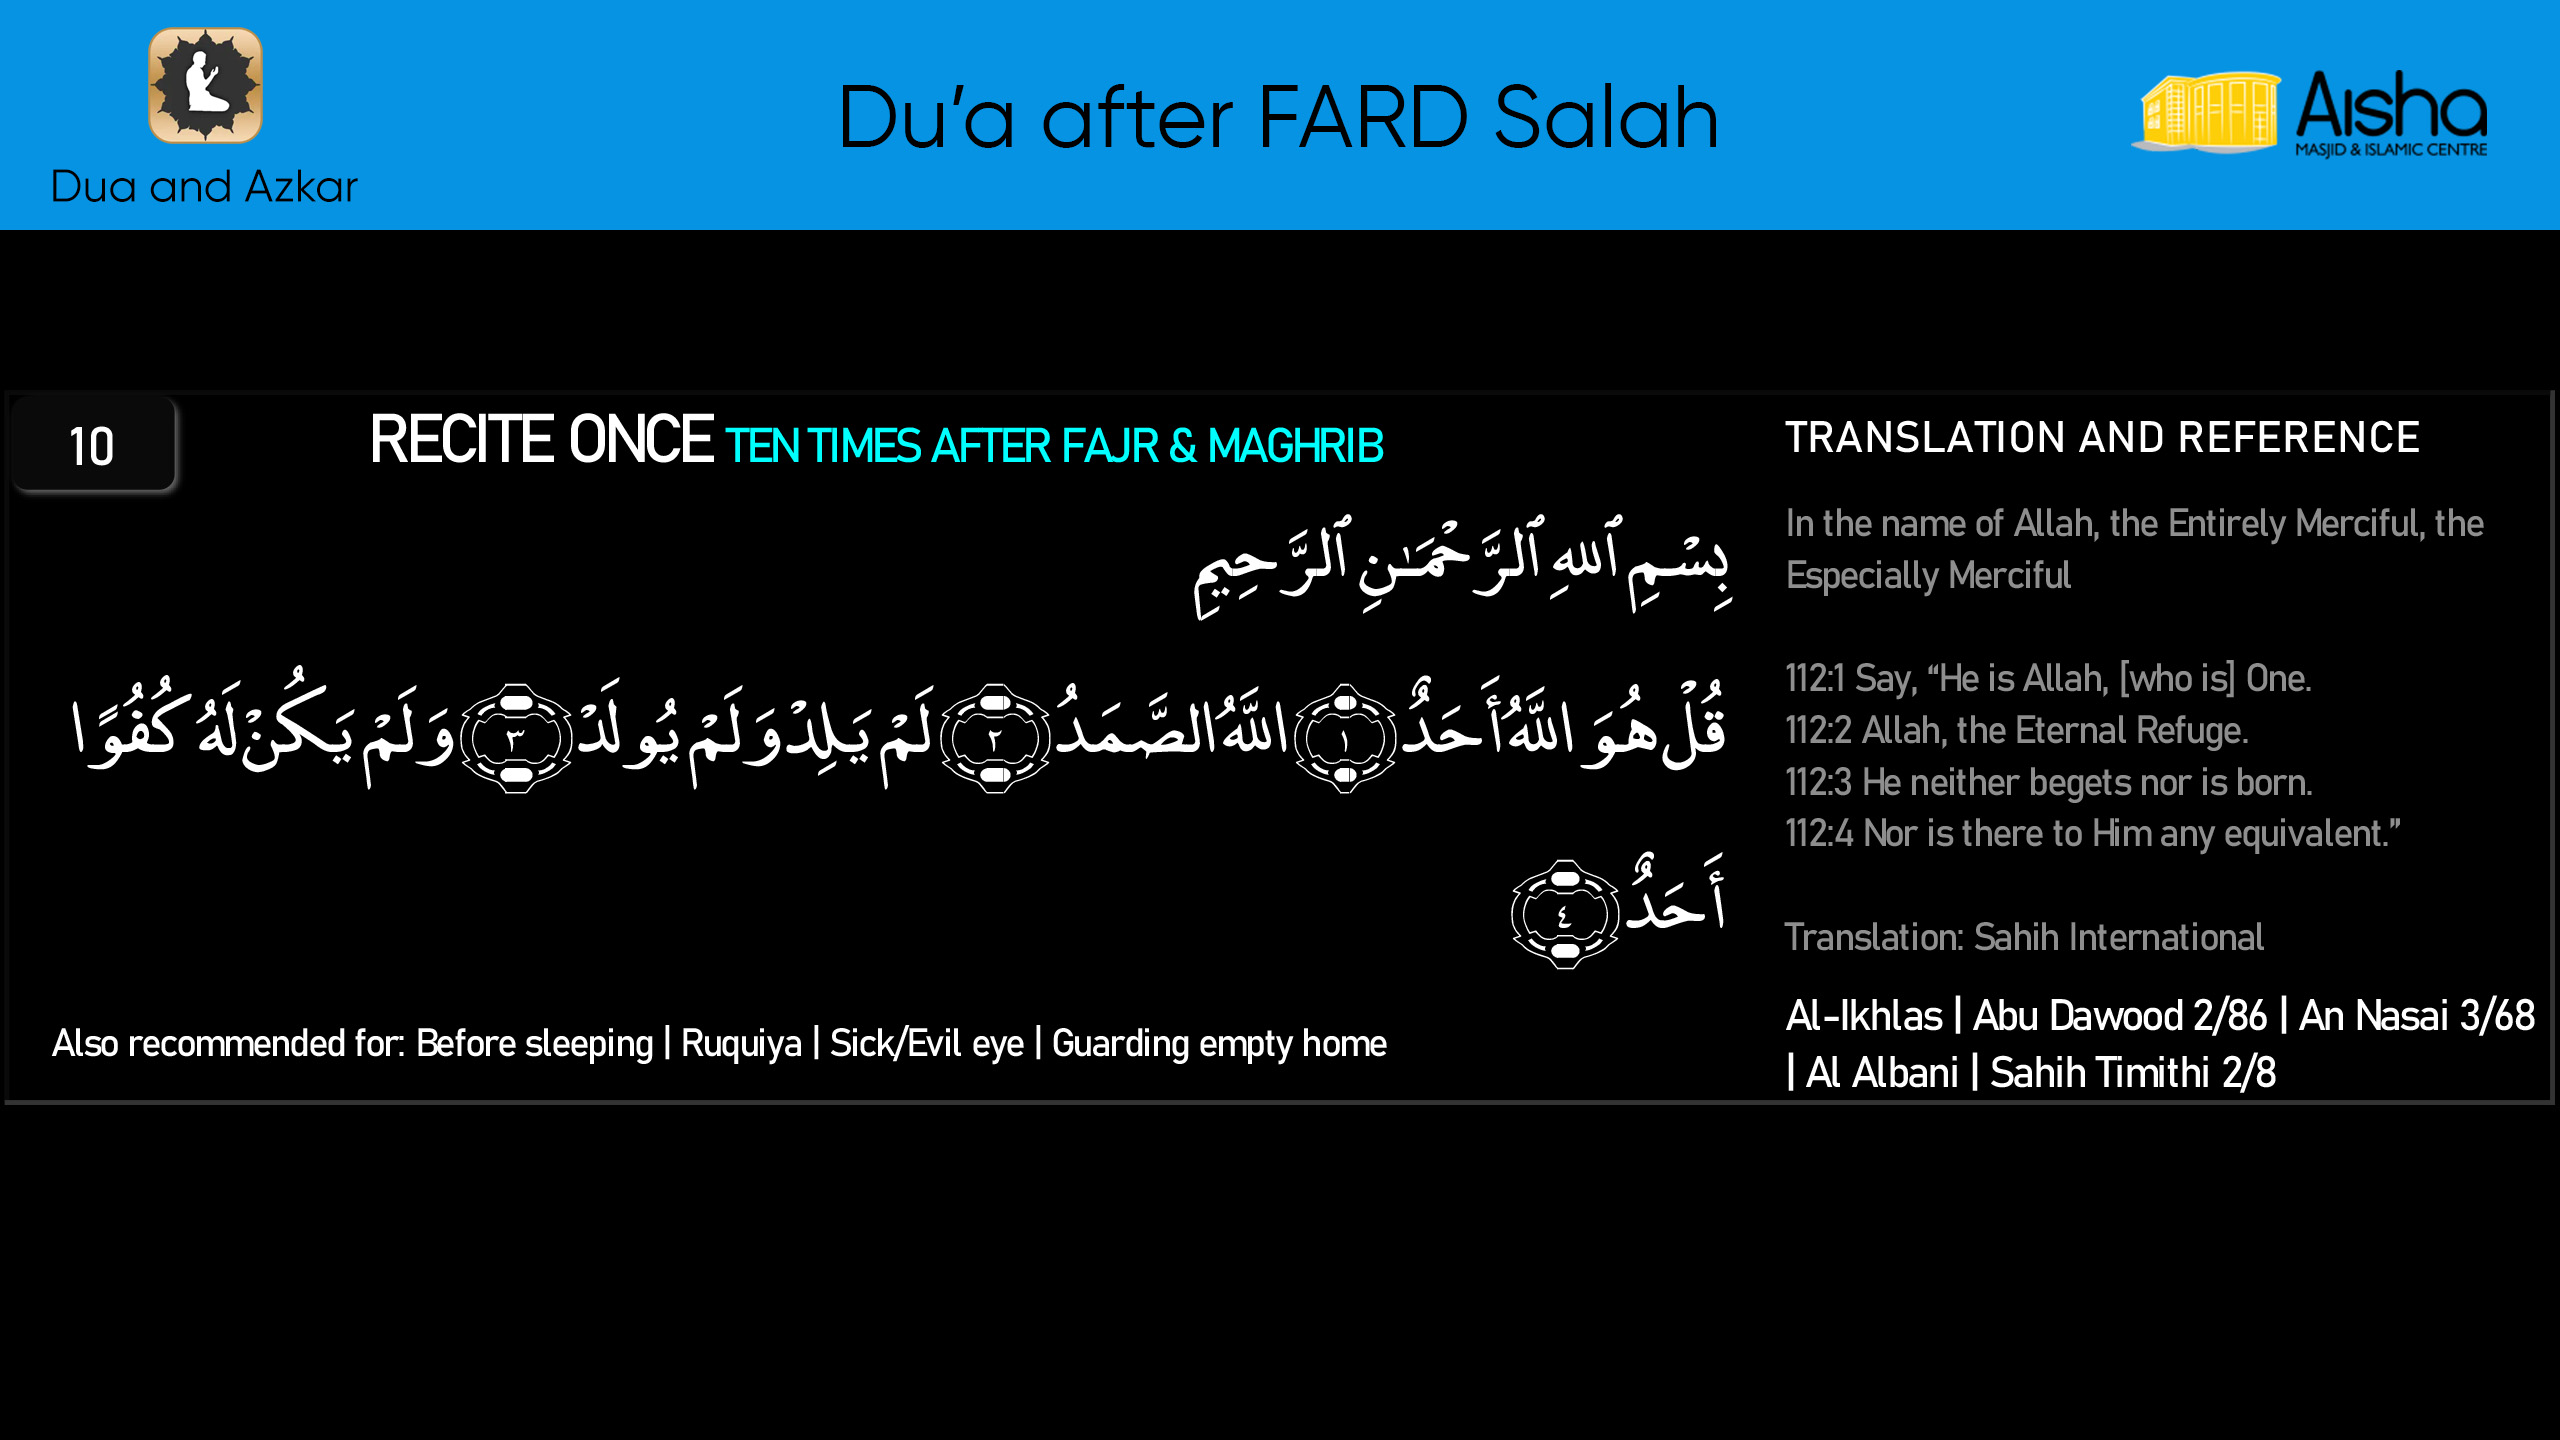 Dua and Azkar
Du’a after FARD Salah
Aisha
MASJID & ISLAMIC CENTRE
10
RECITE ONCE TEN TIMES AFTER FAJR & MAGHRIB
بِسْمِ ٱللهِ ٱلرَّحْمَـٰنِ ٱلرَّحِيمِ
قُلْ هُوَ اللَّهُ أَحَدٌ ١ اللَّهُ الصَّمَدُ ٢ لَمْ يَلِدْ وَلَمْ يُولَدْ ٣ وَلَمْ يَكُنْ لَهُ كُفُوًا
أَحَدٌ ٤
Also recommended for: Before sleeping | Ruquiya | Sick/Evil eye | Guarding empty home
TRANSLATION AND REFERENCE
In the name of Allah, the Entirely Merciful, the
Especially Merciful
112:1 Say, “He is Allah, [who is] One.
112:2 Allah, the Eternal Refuge.
112:3 He neither begets nor is born.
112:4 Nor is there to Him any equivalent.”
Translation: Sahih International
Al-Ikhlas | Abu Dawood 2/86 | An Nasai 3/68
| Al Albani | Sahih Timithi 2/8